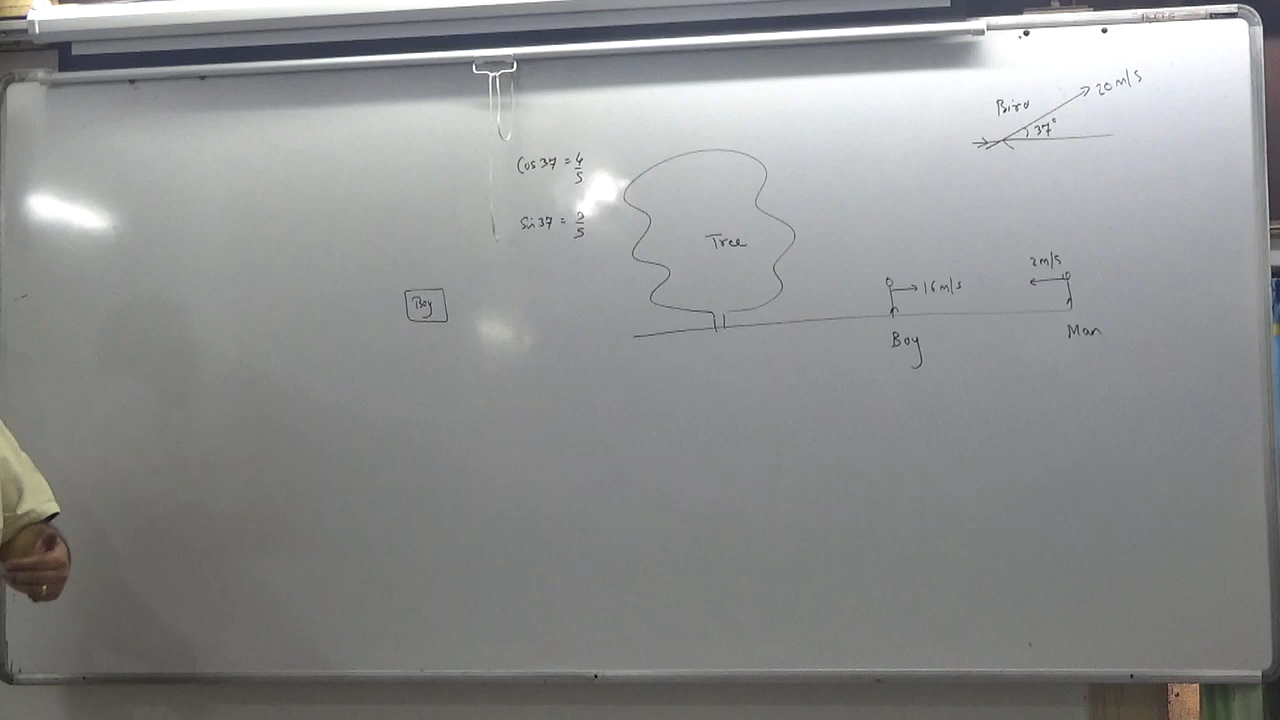 Bird
20 m/s
37°
Cos 37 = 4/5
Sin 37 = 3/5
Tree
Boy
2 m/s
16 m/s
Boy
Man